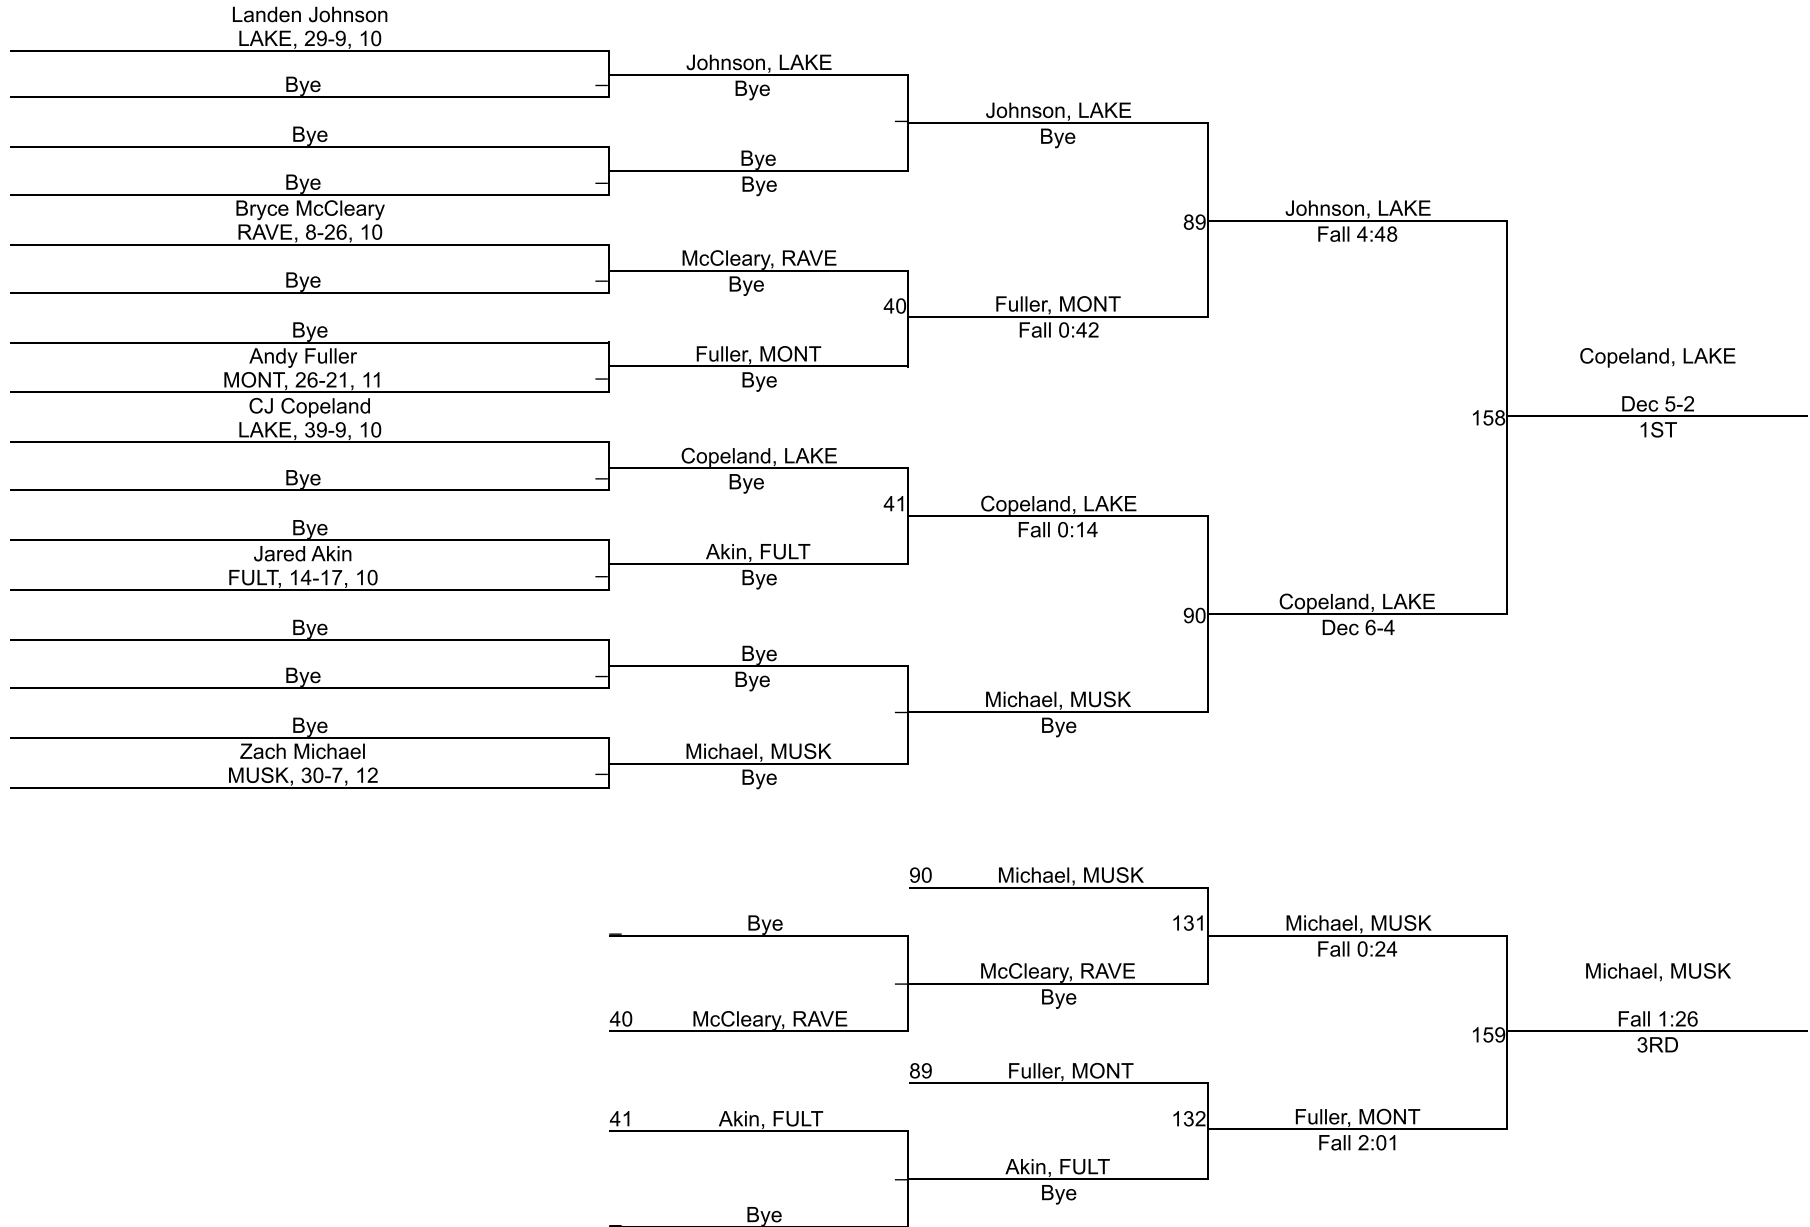 Landen Johnson
LAKE, 29-9, 10
Bye
Bye
Bye
Bryce McCleary
RAVE, 8-26, 10
Bye
Bye
Andy Fuller
MONT, 26-21, 11
CJ Copeland
LAKE, 39-9, 10
Bye
Bye
Jared Akin
FULT, 14-17, 10
Bye
Bye
Bye
Zach Michael
MUSK, 30-7, 12
Johnson, LAKE
Bye
Bye
Bye
McCleary, RAVE
Bye
40
Fuller, MONT
Bye
Copeland, LAKE
Bye
41
Akin, FULT
Bye
Bye
Bye
Michael, MUSK
Bye
Johnson, LAKE
Bye
89
Fuller, MONT
Fall 0:42
Copeland, LAKE
Fall 0:14
90
Michael, MUSK
Bye
Johnson, LAKE
Fall 4:48
158
Copeland, LAKE
Dec 6-4
Copeland, LAKE
Dec 5-2
1ST
Bye
40 McCleary, RAVE
41 Akin, FULT
Bye
90 Michael, MUSK
131
McCleary, RAVE
Bye
89 Fuller, MONT
132
Akin, FULT
Bye
Michael, MUSK
Fall 0:24
159
Fuller, MONT
Fall 2:01
Michael, MUSK
Fall 1:26
3RD